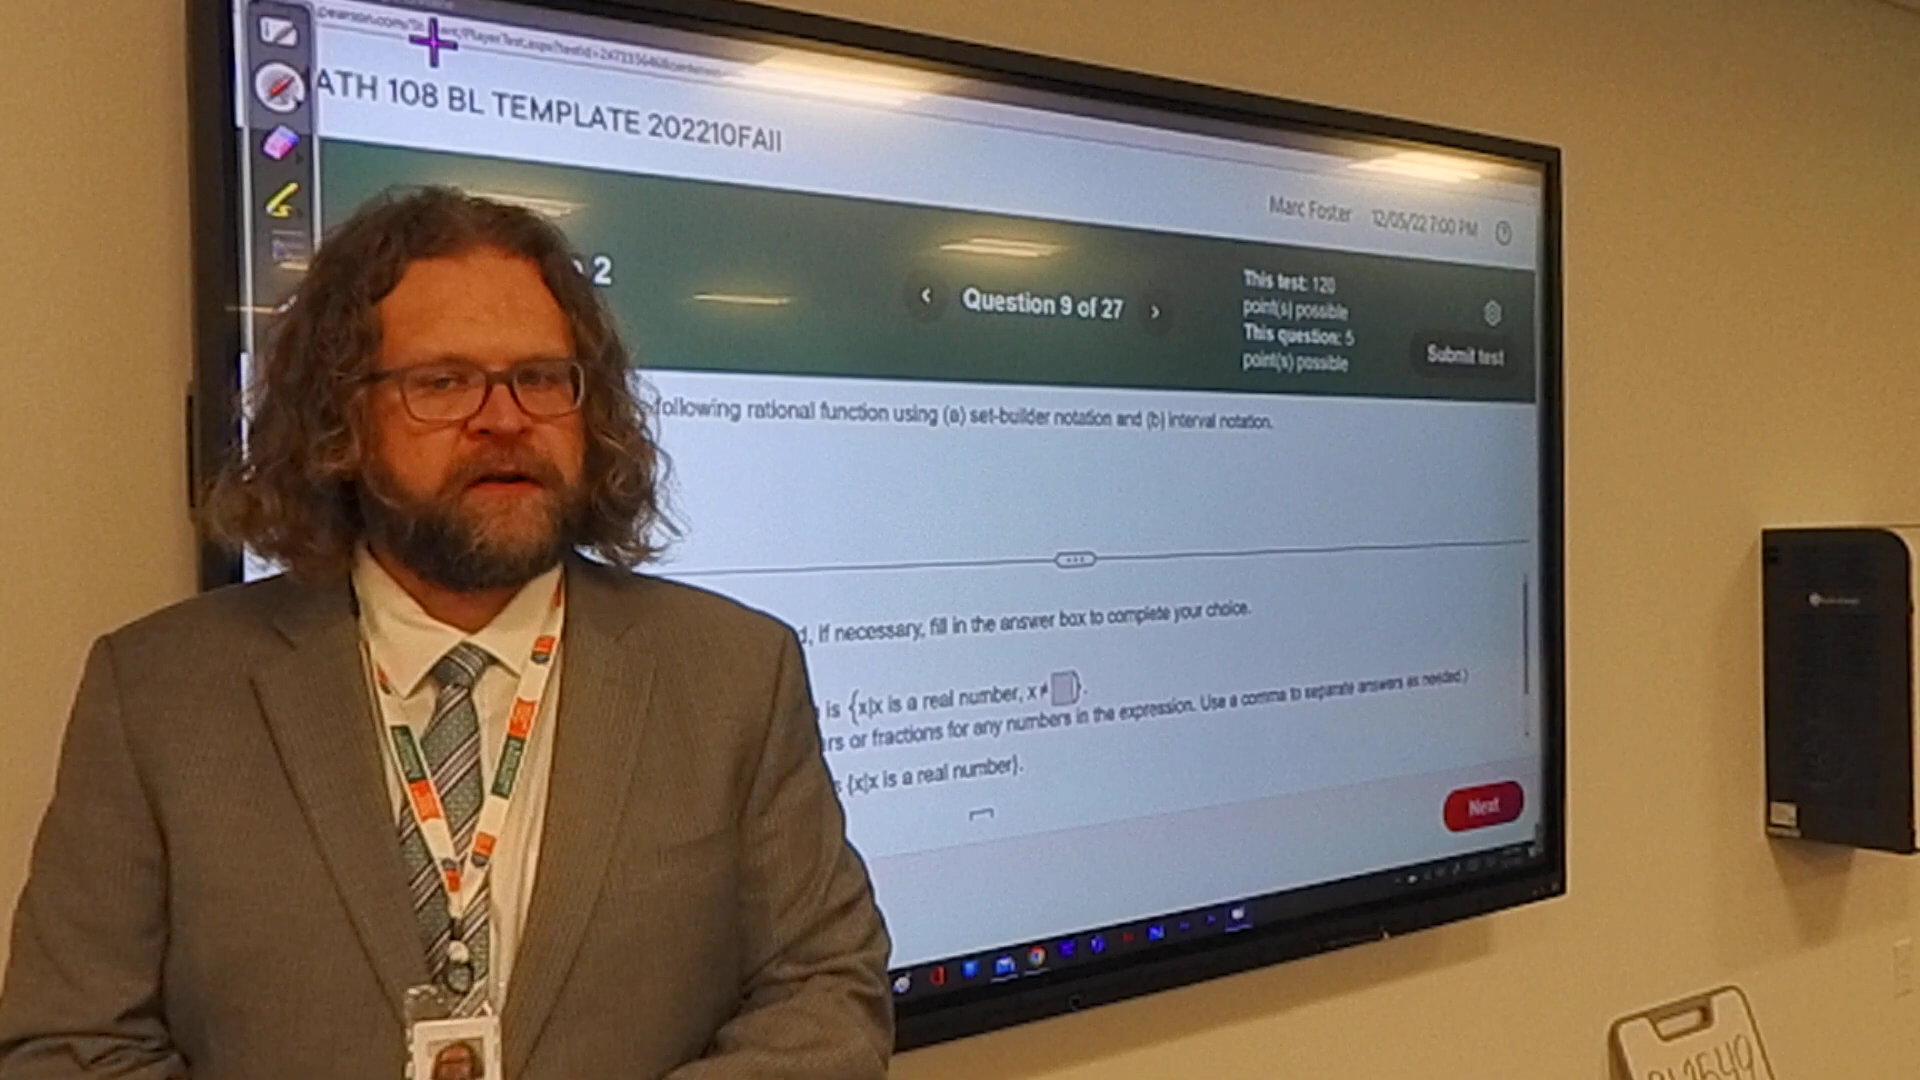 ATH 108 BL TEMPLATE 202210FAII
Marc Foster 12/05/22 7:00 PM
2
Question 9 of 27
This test: 120
point(s) possible
This question: 5
point(s) possible
Submit test
following rational function using (a) set-builder notation and (b) interval notation.
d, if necessary, fill in the answer box to complete your choice.
is {x|x is a real number, x ≠ }.
rs or fractions for any numbers in the expression. Use a comma to separate answers as needed.)
{x|x is a real number}.
Next